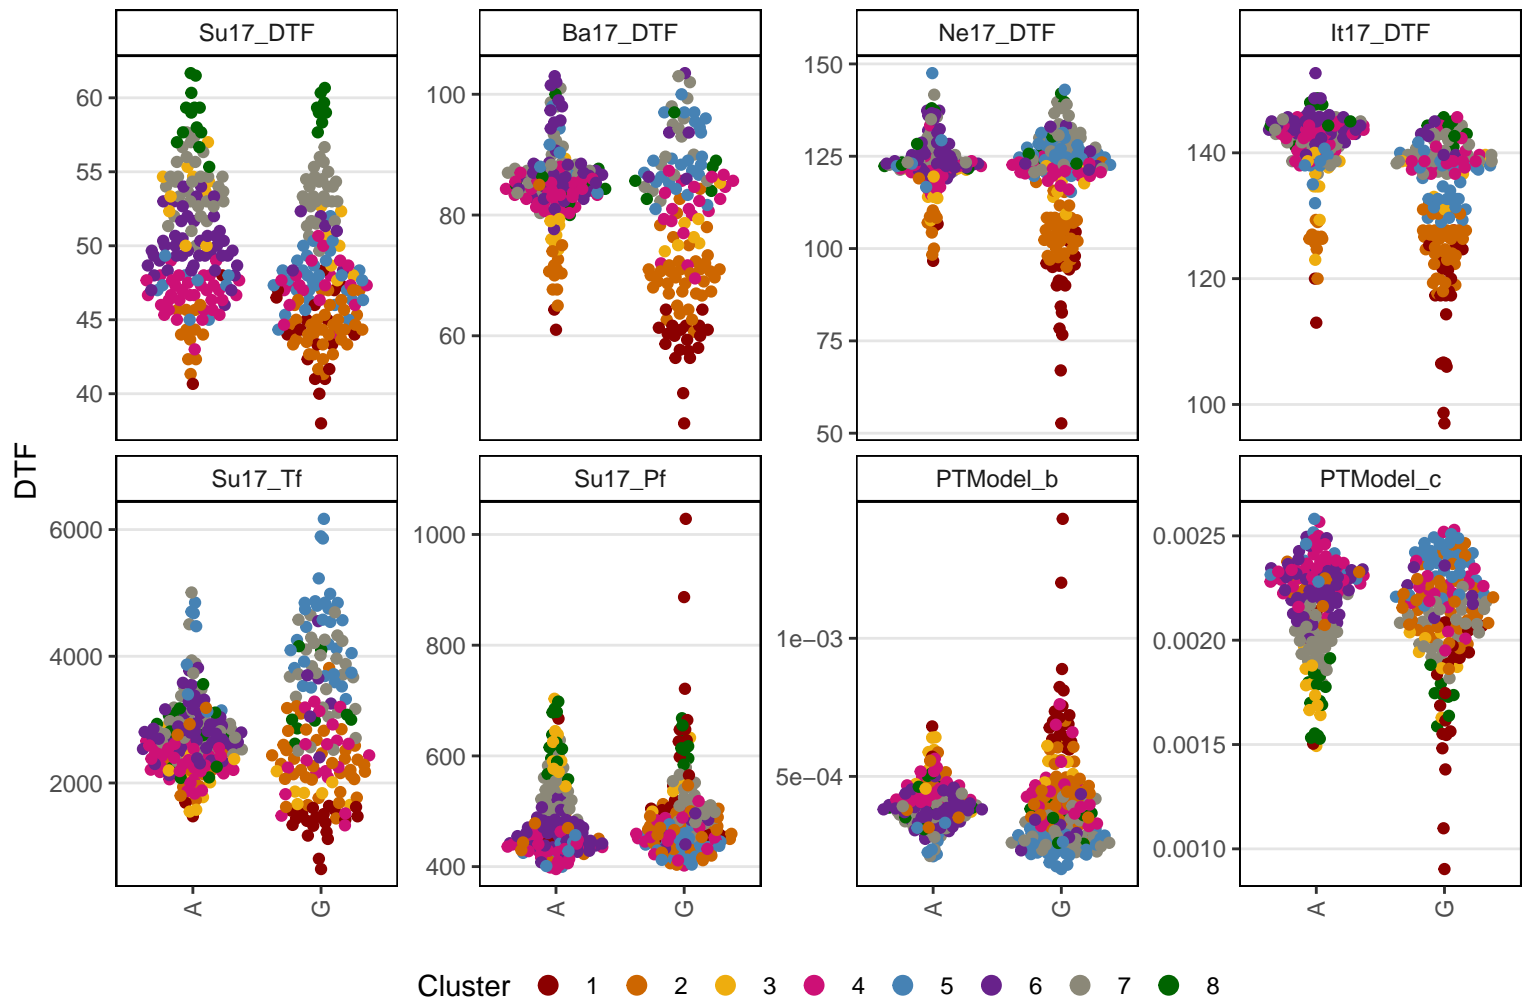 Su17_DTF
Ba17_DTF
Ne17_DTF
It17_DTF
60
55
50
45
40
100
80
60
150
125
100
75
50
140
120
100
DTF
Su17_Tf
Su17_Pf
PTModel_b
PTModel_c
6000
4000
2000
1000
800
600
400
1e−03
5e−04
0.0025
0.0020
0.0015
0.0010
A
G
A
G
A
G
A
G
Cluster 1 2 3 4 5 6 7 8